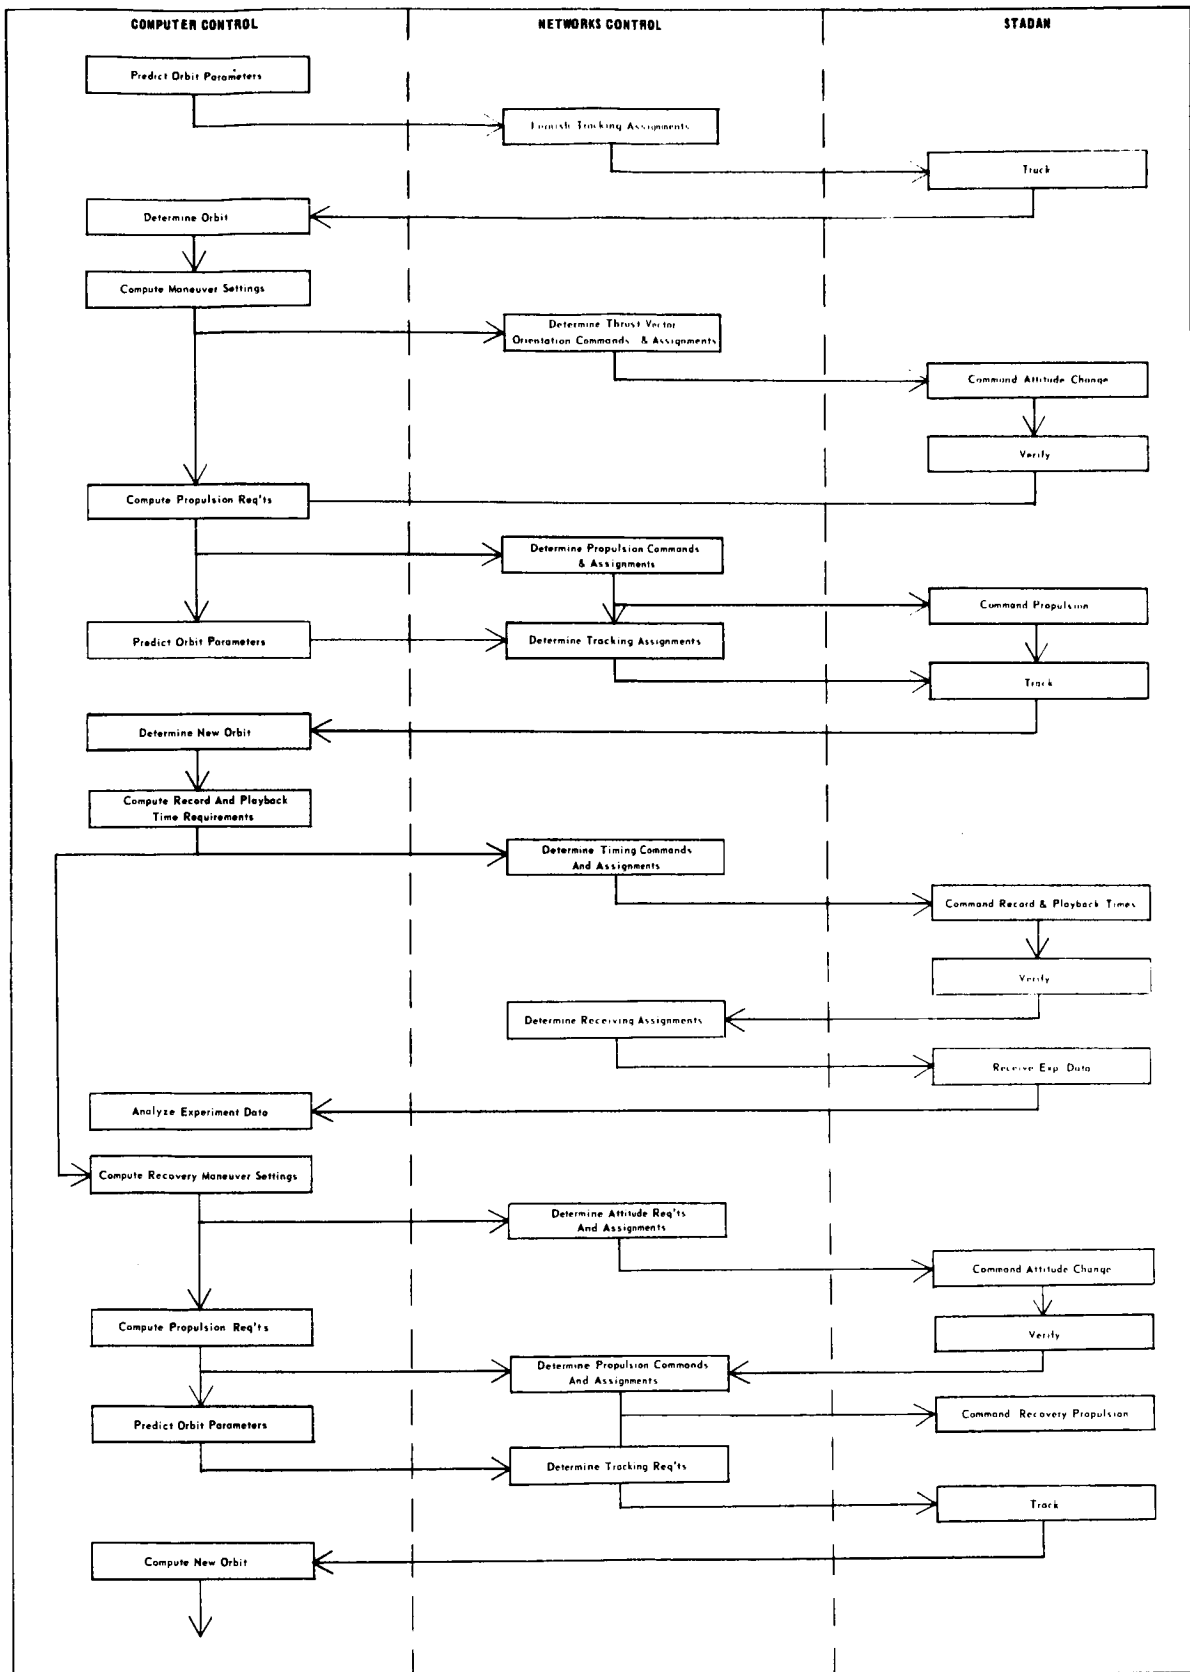 COMPUTER CONTROL
NETWORKS CONTROL
STADAN
Predict Orbit Parameters
Furnish Tracking Assignments
Track
Determine Orbit
Compute Maneuver Settings
Determine Thrust Vector
Orientation Commands & Assignments
Command Attitude Change
Verify
Compute Propulsion Req'ts
Determine Propulsion Commands
& Assignments
Command Propulsion
Predict Orbit Parameters
Determine Tracking Assignments
Track
Determine New Orbit
Compute Record And Playback
Time Requirements
Determine Timing Commands
And Assignments
Command Record & Playback Times
Verify
Determine Receiving Assignments
Receive Exp. Data
Analyze Experiment Data
Compute Recovery Maneuver Settings
Determine Attitude Req'ts
And Assignments
Command Attitude Change
Compute Propulsion Req'ts
Verify
Determine Propulsion Commands
And Assignments
Command Recovery Propulsion
Predict Orbit Parameters
Determine Tracking Req'ts
Track
Compute New Orbit